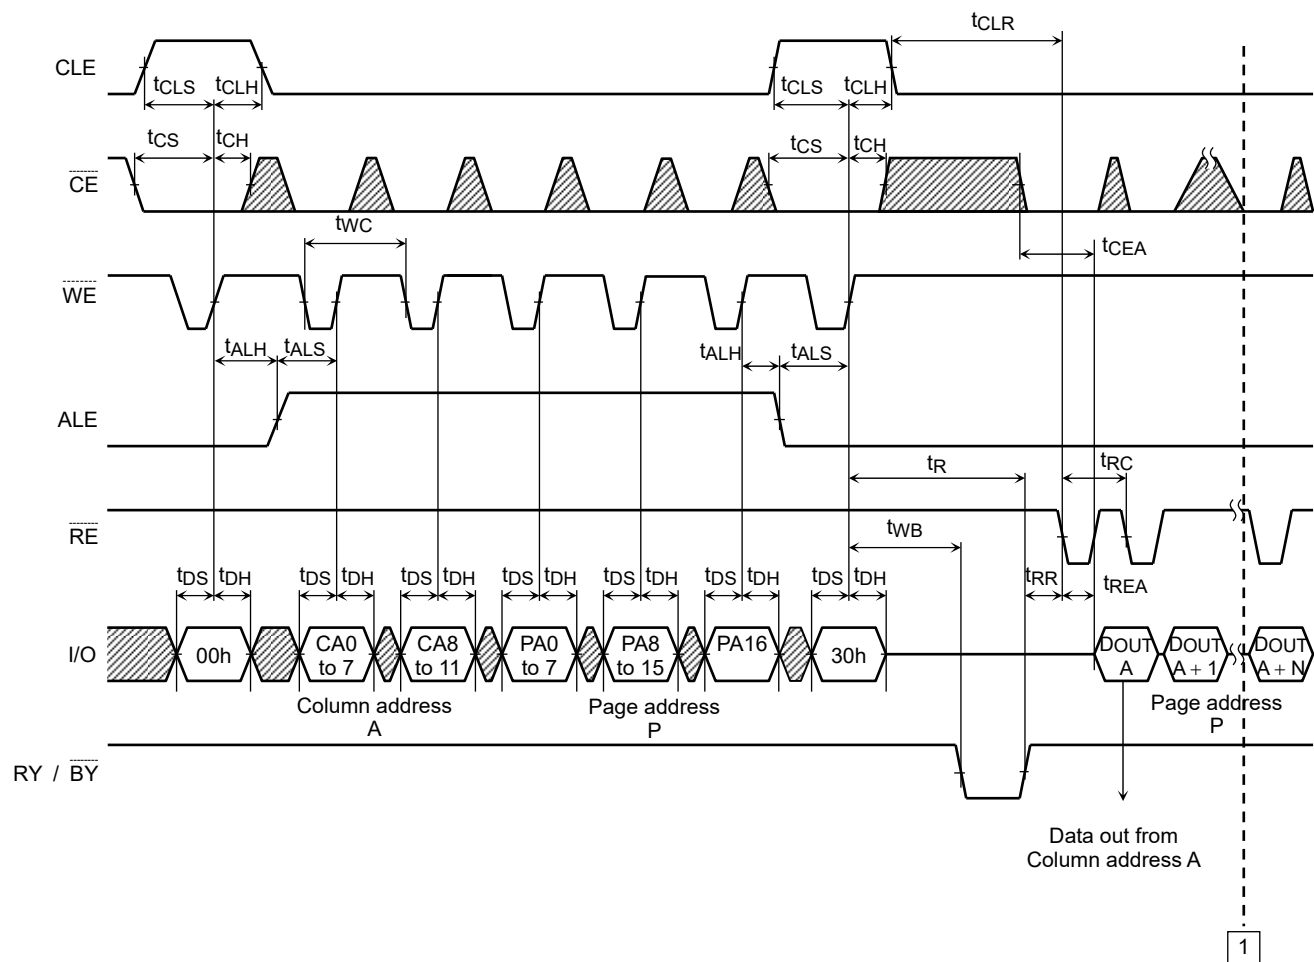 tCLR
CLE
tCLS tCLH tCLS tCLH
tCS tCH tCS tCH
CE
tWC
tCEA
WE
tALH tALS tALH tALS
ALE
tR tRC
RE
tWB
tDS tDH tDS tDH tDS tDH tDS tDH tDS tDH tDS tDH tDS tDH tRR tREA
I/O 00h CA0 to 7 CA8 to 11 PA0 to 7 PA8 to 15 PA16 30h DOUT A DOUT A + 1 DOUT A + N
Column address
A
Page address
P
Page address
P
RY / BY
Data out from
Column address A
1